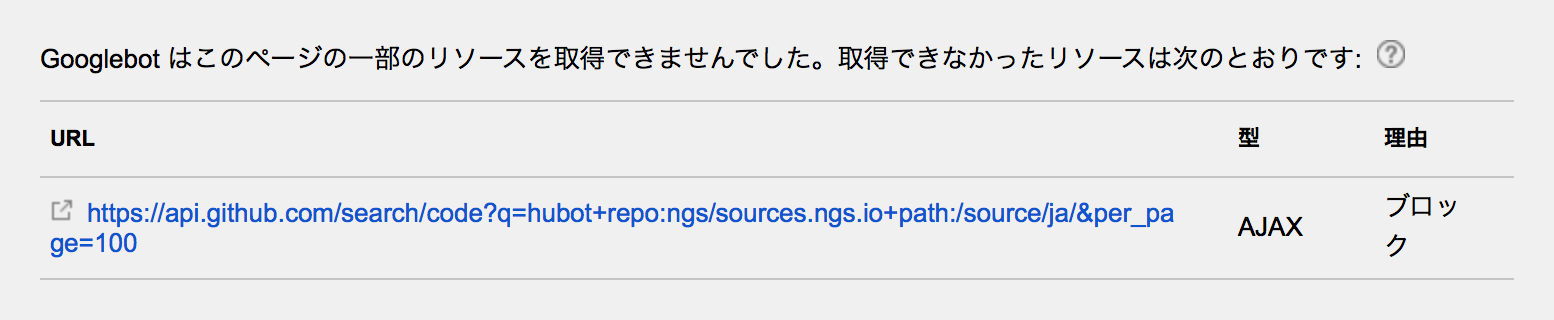 Googlebot はこのページの一部のリソースを取得できませんでした。取得できなかったリソースは次のとおりです: ?
URL 型 理由
https://api.github.com/search/code?q=hubot+repo:ngs/sources.ngs.io+path:/source/ja/&per_pa
ge=100
AJAX
ブロッ
ク